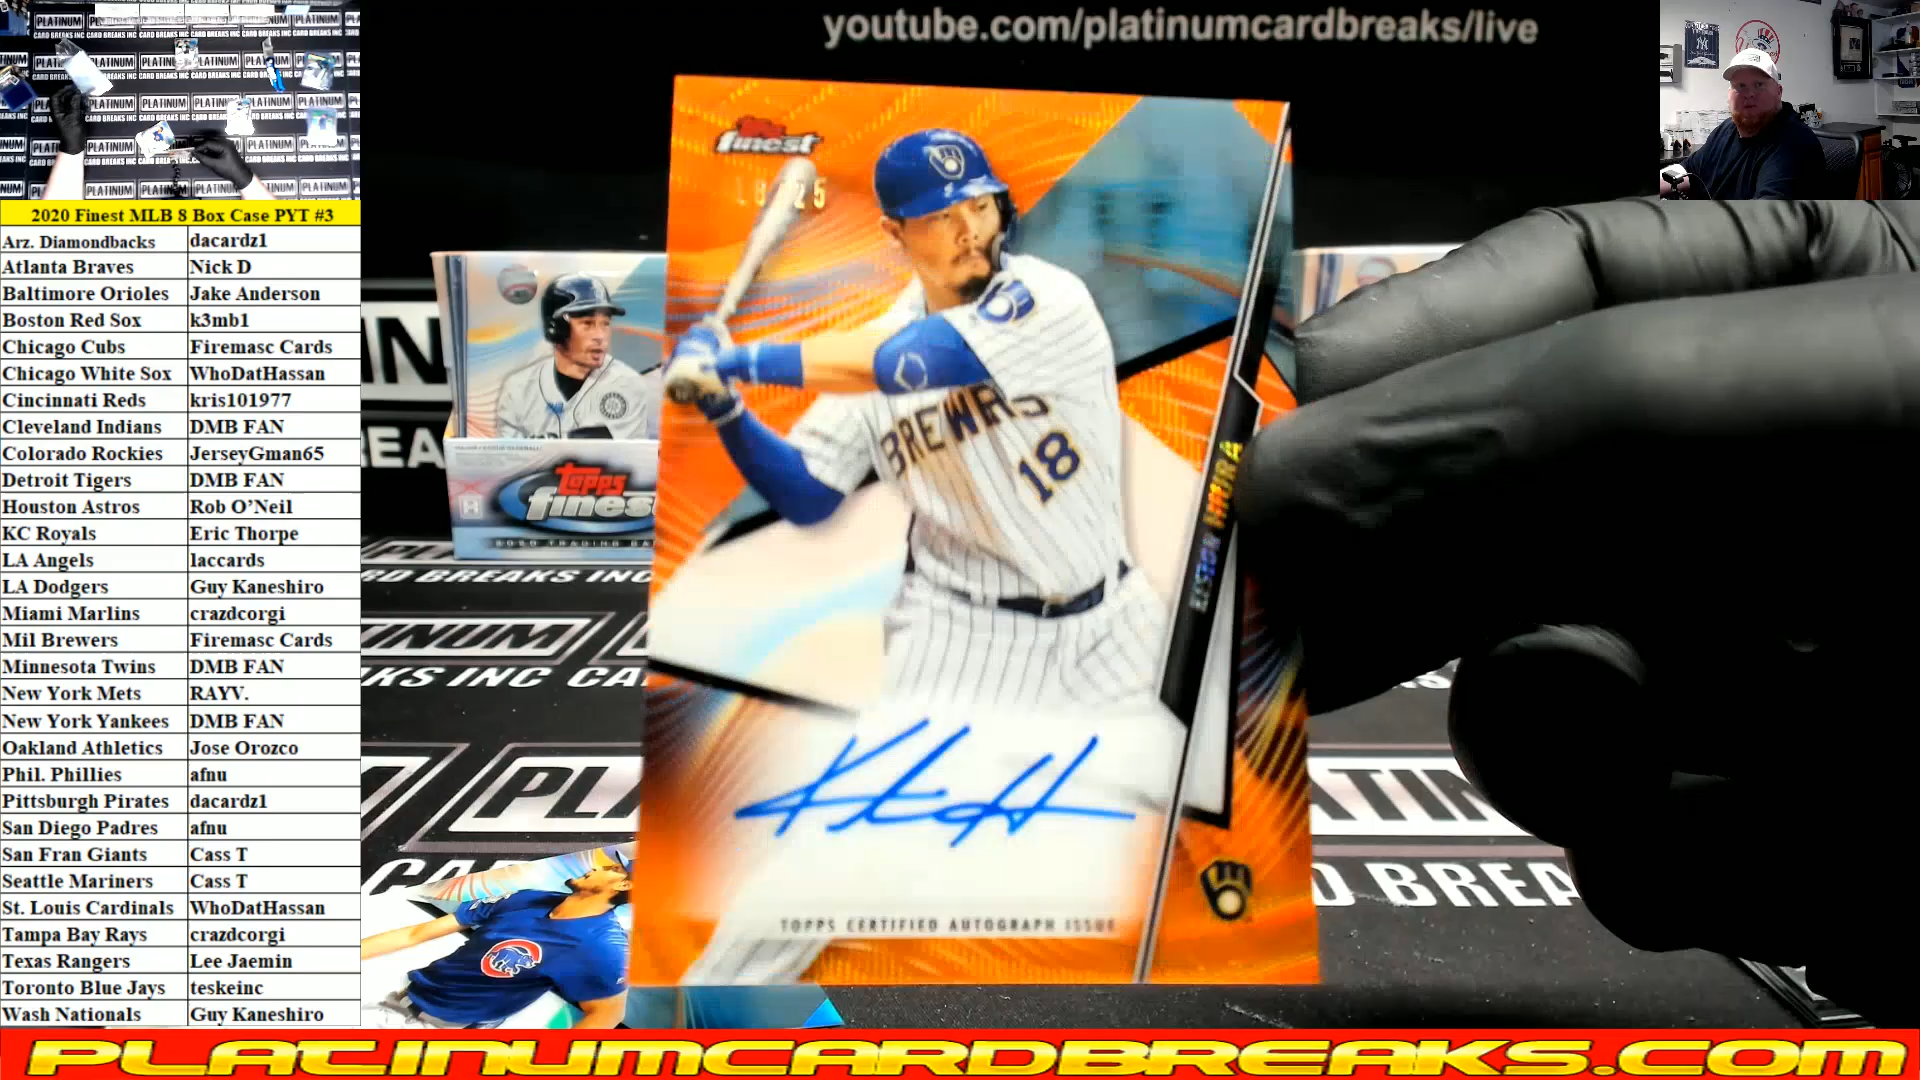 youtube.com/platinumcardbreaks/live
2020 Finest MLB 8 Box Case PYT #3
Arz. Diamondbacks dacardz1
Atlanta Braves Nick D
Baltimore Orioles Jake Anderson
Boston Red Sox k3mb1
Chicago Cubs Firemasc Cards
Chicago White Sox WhoDatHassan
Cincinnati Reds kris101977
Cleveland Indians DMB FAN
Colorado Rockies JerseyGman65
Detroit Tigers DMB FAN
Houston Astros Rob O’Neil
KC Royals Eric Thorpe
LA Angels laccards
LA Dodgers Guy Kaneshiro
Miami Marlins crazdcorgi
Mil Brewers Firemasc Cards
Minnesota Twins DMB FAN
New York Mets RAYV.
New York Yankees DMB FAN
Oakland Athletics Jose Orozco
Phil. Phillies afnu
Pittsburgh Pirates dacardz1
San Diego Padres afnu
San Fran Giants Cass T
Seattle Mariners Cass T
St. Louis Cardinals WhoDatHassan
Tampa Bay Rays crazdcorgi
Texas Rangers Lee Jaemin
Toronto Blue Jays teskeinc
Wash Nationals Guy Kaneshiro
Topps finest
BREWERS
18
KESTON HIURA
TOPPS CERTIFIED AUTOGRAPH ISSUE
Topps finest
PLATINUMCARDBREAKS.COM